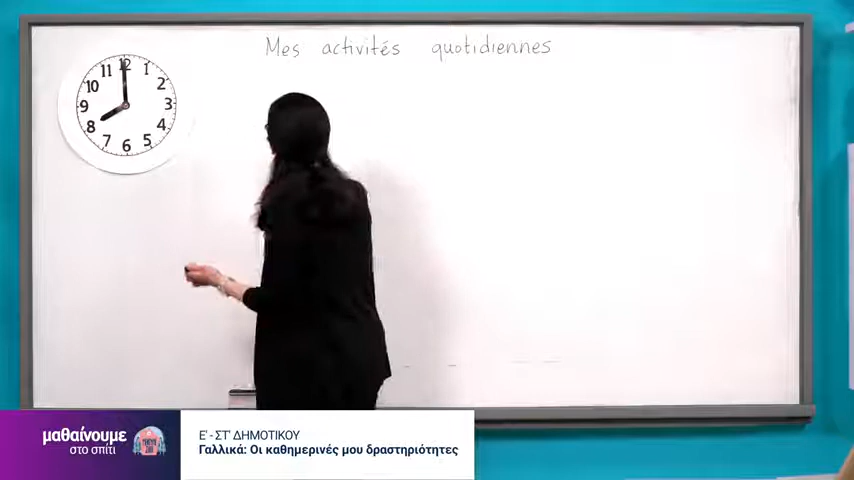 Mes activités quotidiennes
12
11 1
10 2
9 3
8 4
7 5
6
μαθαίνουμε
στο σπίτι
Ε' - ΣΤ' ΔΗΜΟΤΙΚΟΥ
Γαλλικά: Οι καθημερινές μου δραστηριότητες